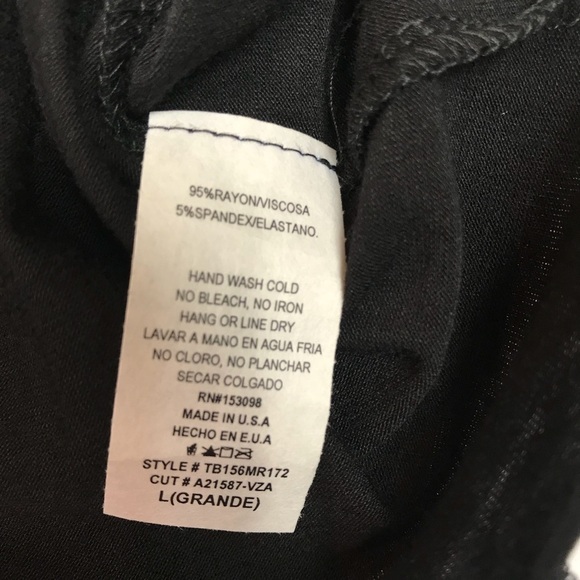 95%RAYON/VISCOSA
5%SPANDEX/ELASTANO.
HAND WASH COLD
NO BLEACH, NO IRON
HANG OR LINE DRY
LAVAR A MANO EN AGUA FRIA
NO CLORO, NO PLANCHAR
SECAR COLGADO
RN#153098
MADE IN U.S.A
HECHO EN E.U.A
STYLE # TB156MR172
CUT # A21587-VZA
L(GRANDE)